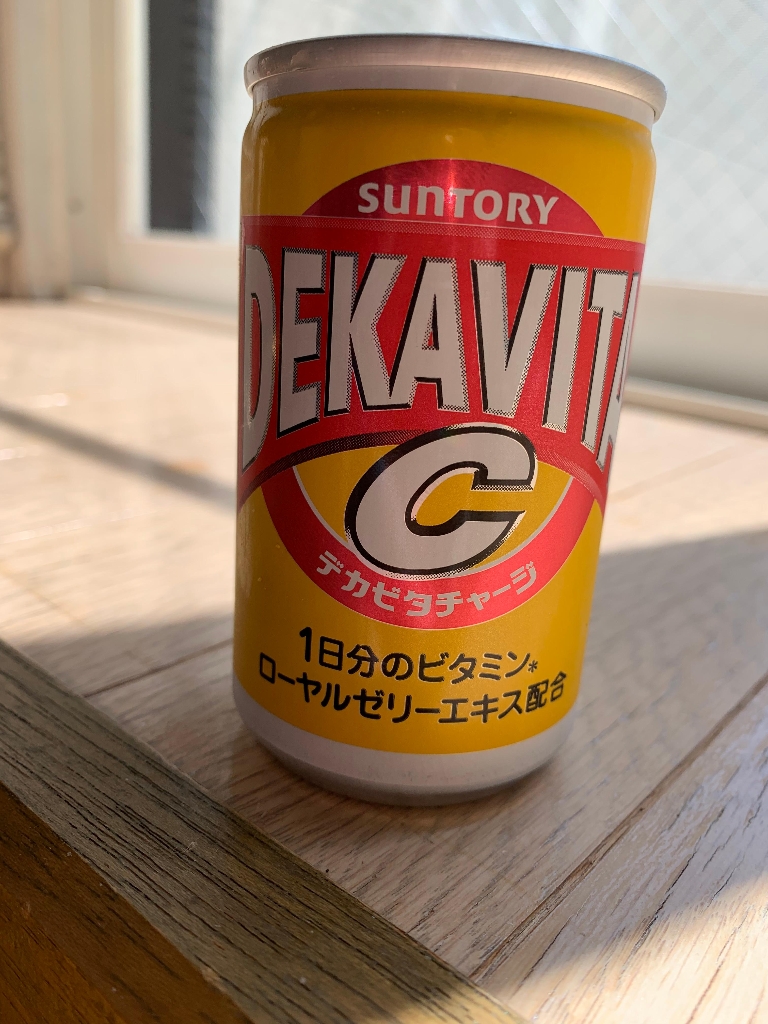 SUNTORY
DEKAVITA
C
デカビタチャージ
1日分のビタミン*
ローヤルゼリーエキス配合